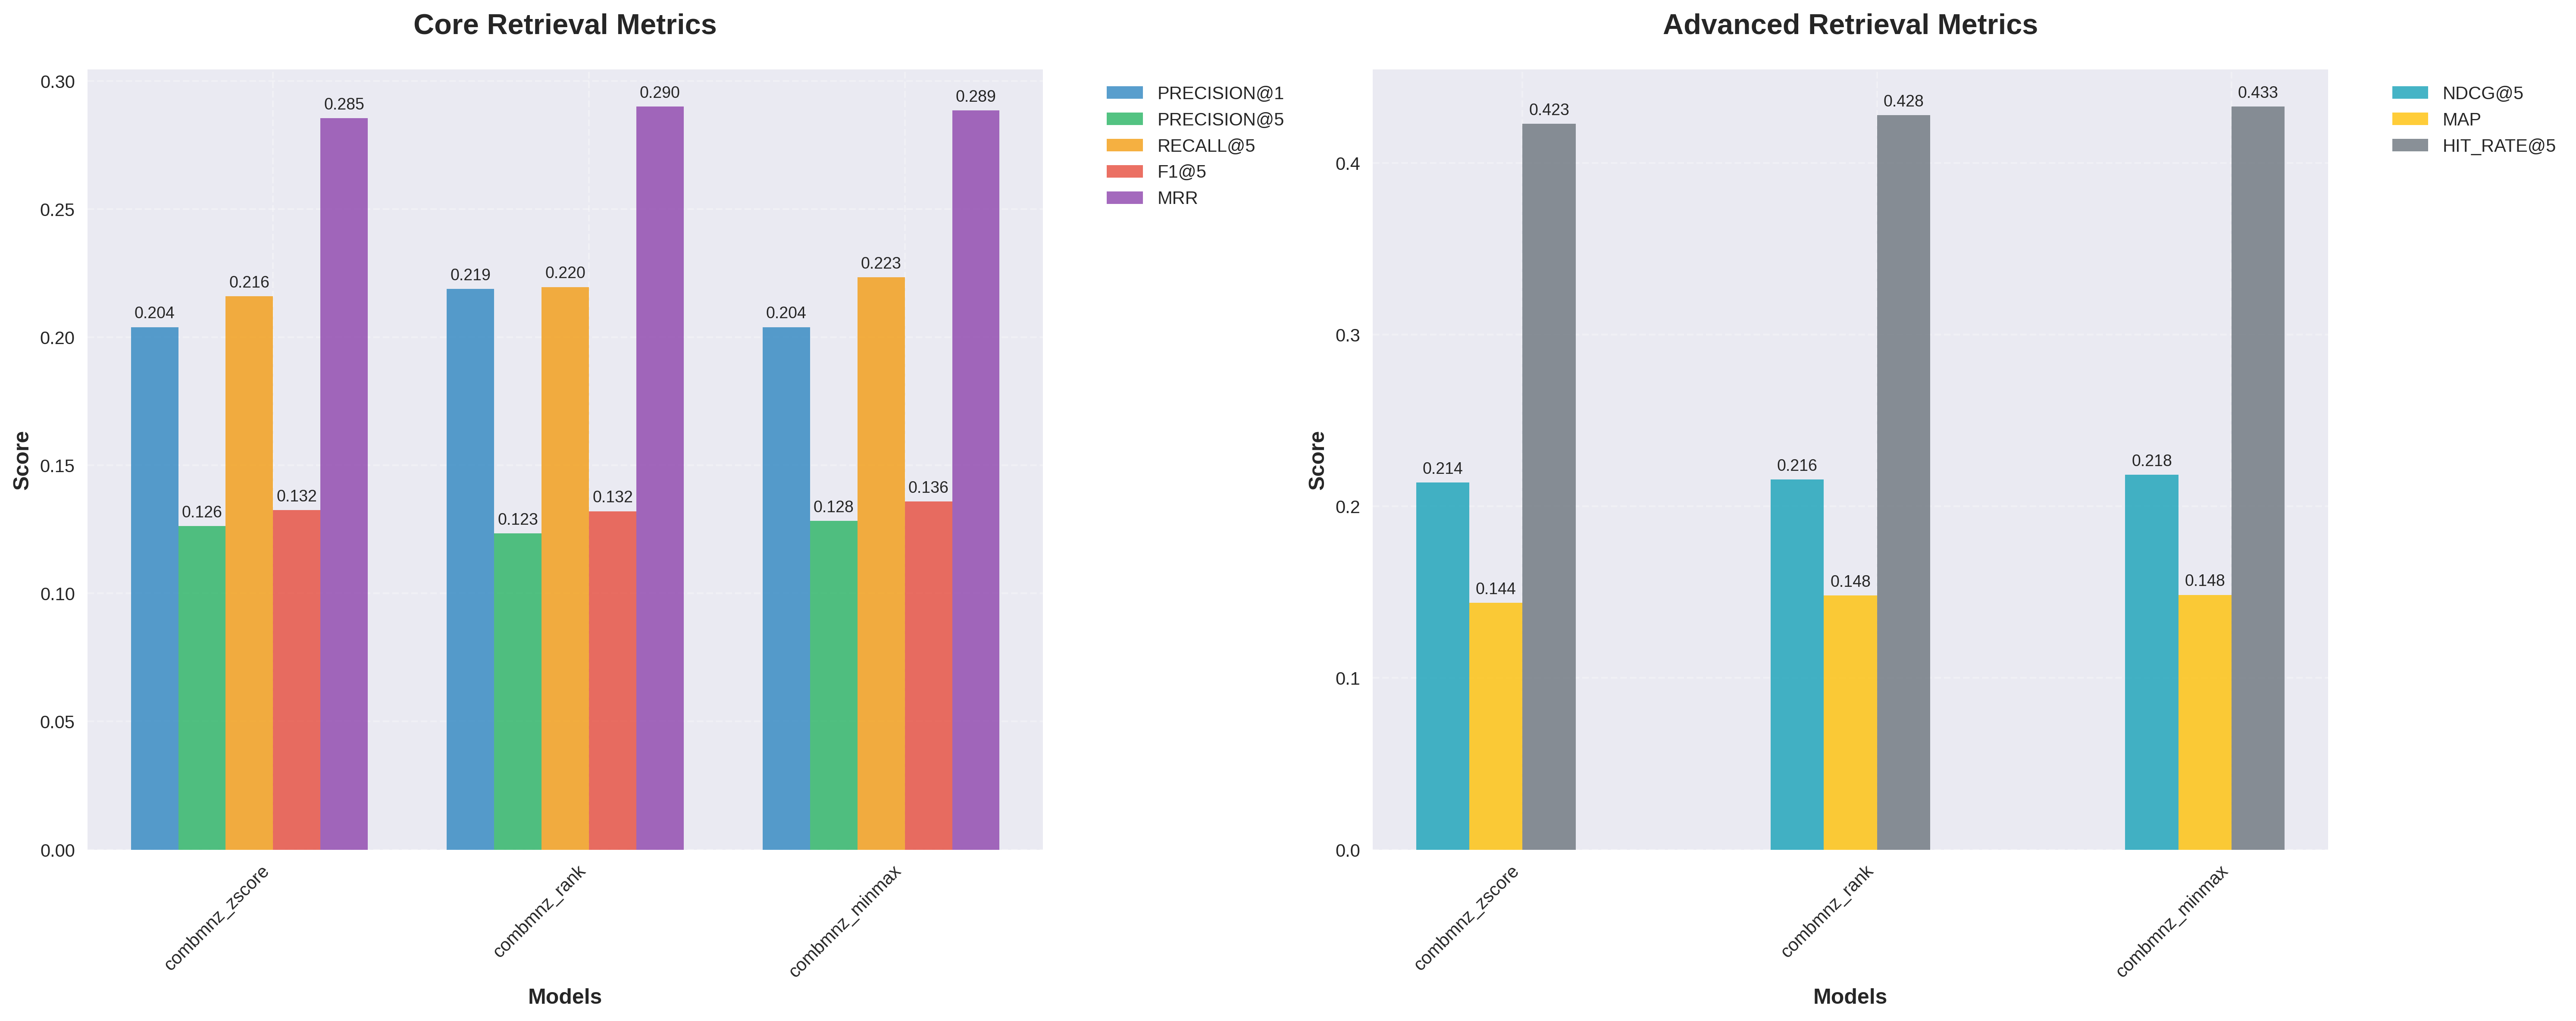 Core Retrieval Metrics
0.30
0.25
0.20
0.15
0.10
0.05
0.00
Score
0.204
0.126
0.216
0.132
0.285
0.219
0.123
0.220
0.132
0.290
0.204
0.128
0.223
0.136
0.289
combmnz_zscore
combmnz_rank
combmnz_minmax
Models
PRECISION@1
PRECISION@5
RECALL@5
F1@5
MRR
Advanced Retrieval Metrics
0.4
0.3
0.2
0.1
0.0
Score
0.214
0.144
0.423
0.216
0.148
0.428
0.218
0.148
0.433
combmnz_zscore
combmnz_rank
combmnz_minmax
Models
NDCG@5
MAP
HIT_RATE@5